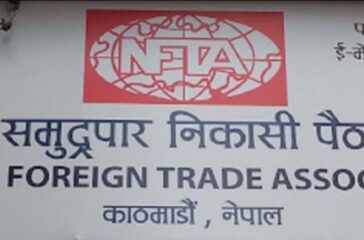 NFTA
प
ई-मे
समुद्रपार निकासी पैठ
FOREIGN TRADE ASSOC
काठमाडौं , नेपाल